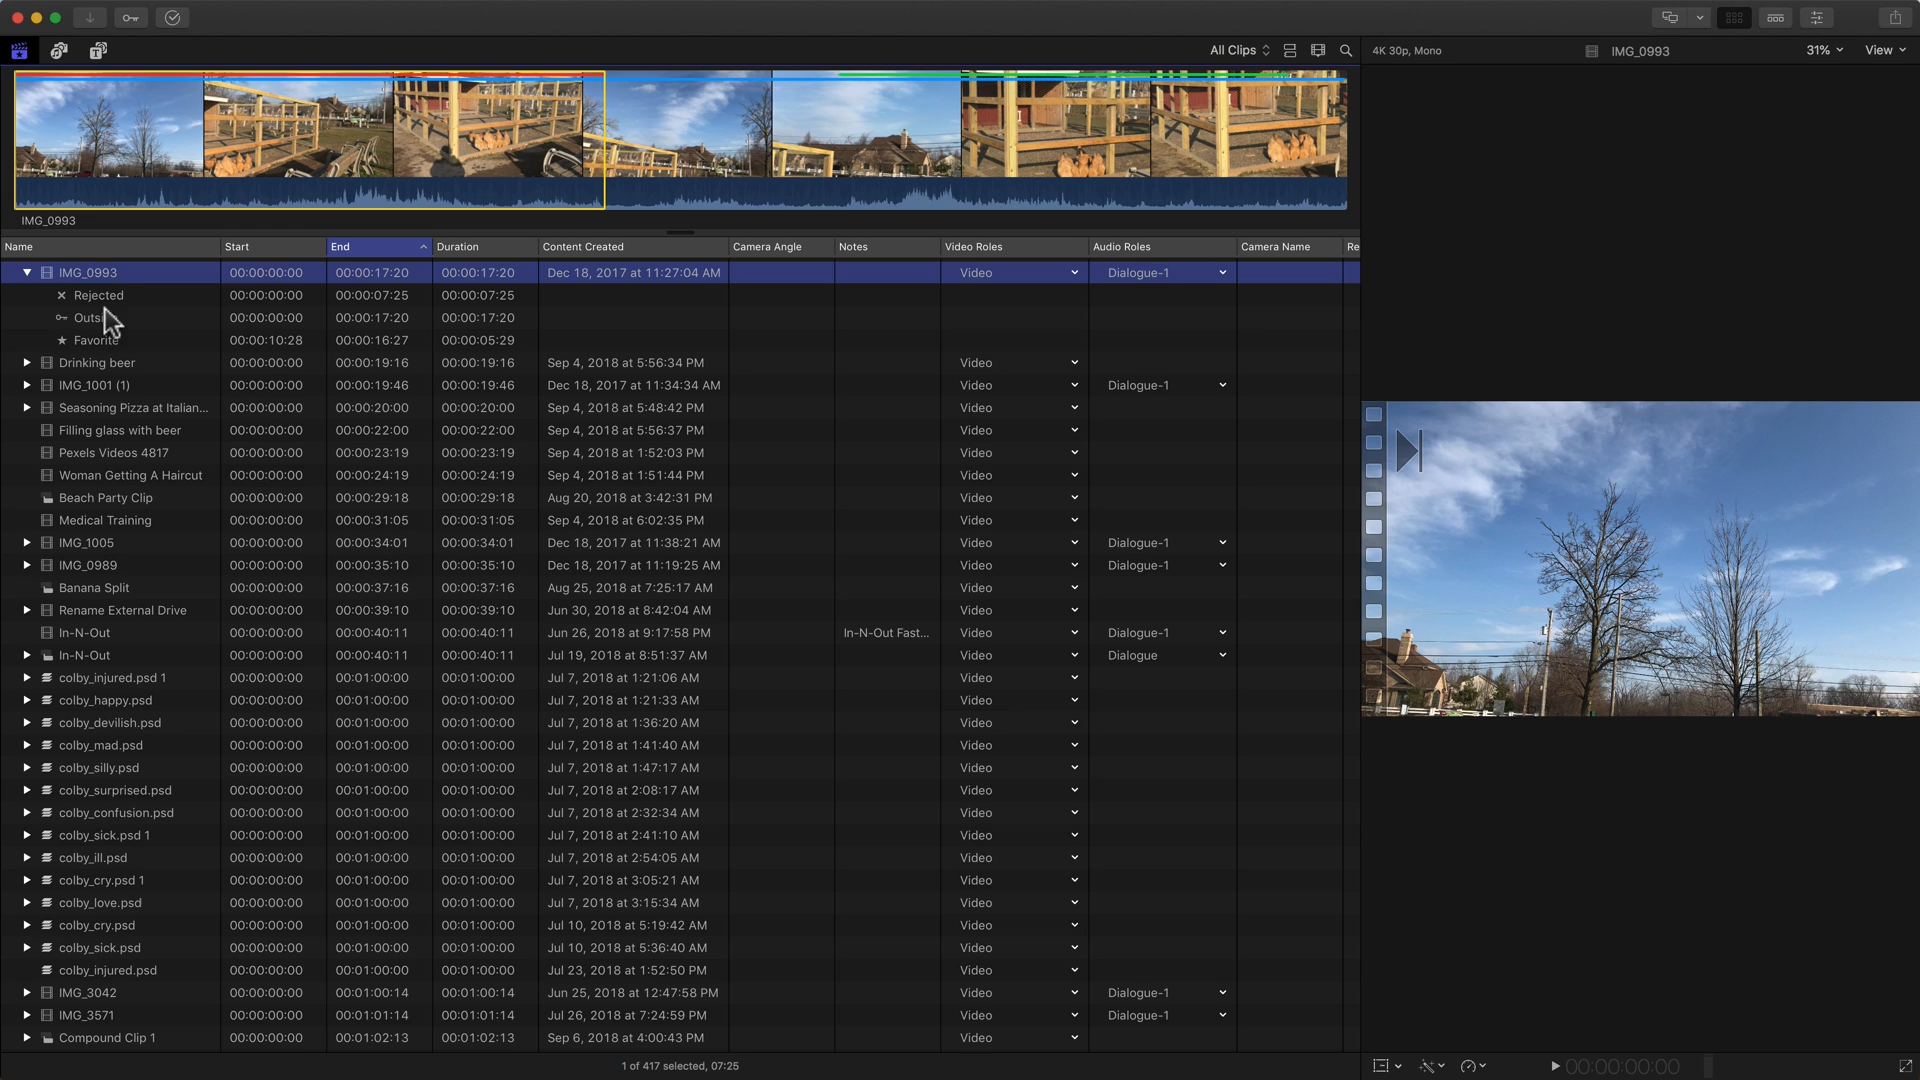 All Clips
4K 30p, Mono
IMG_0993
31%
View
IMG_0993
Name Start End Duration Content Created Camera Angle Notes Video Roles Audio Roles Camera Name Re
IMG_0993 00:00:00:00 00:00:17:20 00:00:17:20 Dec 18, 2017 at 11:27:04 AM Video Dialogue-1
Rejected 00:00:00:00 00:00:07:25 00:00:07:25
Outs 00:00:00:00 00:00:17:20 00:00:17:20
Favorite 00:00:10:28 00:00:16:27 00:00:05:29
Drinking beer 00:00:00:00 00:00:19:16 00:00:19:16 Sep 4, 2018 at 5:56:34 PM Video
IMG_1001 (1) 00:00:00:00 00:00:19:46 00:00:19:46 Dec 18, 2017 at 11:34:34 AM Video Dialogue-1
Seasoning Pizza at Italian... 00:00:00:00 00:00:20:00 00:00:20:00 Sep 4, 2018 at 5:48:42 PM Video
Filling glass with beer 00:00:00:00 00:00:22:00 00:00:22:00 Sep 4, 2018 at 5:56:37 PM Video
Pexels Videos 4817 00:00:00:00 00:00:23:19 00:00:23:19 Sep 4, 2018 at 1:52:03 PM Video
Woman Getting A Haircut 00:00:00:00 00:00:24:19 00:00:24:19 Sep 4, 2018 at 1:51:44 PM Video
Beach Party Clip 00:00:00:00 00:00:29:18 00:00:29:18 Aug 20, 2018 at 3:42:31 PM Video
Medical Training 00:00:00:00 00:00:31:05 00:00:31:05 Sep 4, 2018 at 6:02:35 PM Video
IMG_1005 00:00:00:00 00:00:34:01 00:00:34:01 Dec 18, 2017 at 11:38:21 AM Video Dialogue-1
IMG_0989 00:00:00:00 00:00:35:10 00:00:35:10 Dec 18, 2017 at 11:19:25 AM Video Dialogue-1
Banana Split 00:00:00:00 00:00:37:16 00:00:37:16 Aug 25, 2018 at 7:25:17 AM Video
Rename External Drive 00:00:00:00 00:00:39:10 00:00:39:10 Jun 30, 2018 at 8:42:04 AM Video
In-N-Out 00:00:00:00 00:00:40:11 00:00:40:11 Jun 26, 2018 at 9:17:58 PM In-N-Out Fast... Video Dialogue-1
In-N-Out 00:00:00:00 00:00:40:11 00:00:40:11 Jul 19, 2018 at 8:51:37 AM Video Dialogue
colby_injured.psd 1 00:00:00:00 00:01:00:00 00:01:00:00 Jul 7, 2018 at 1:21:06 AM Video
colby_happy.psd 00:00:00:00 00:01:00:00 00:01:00:00 Jul 7, 2018 at 1:21:33 AM Video
colby_devilish.psd 00:00:00:00 00:01:00:00 00:01:00:00 Jul 7, 2018 at 1:36:20 AM Video
colby_mad.psd 00:00:00:00 00:01:00:00 00:01:00:00 Jul 7, 2018 at 1:41:40 AM Video
colby_silly.psd 00:00:00:00 00:01:00:00 00:01:00:00 Jul 7, 2018 at 1:47:17 AM Video
colby_surprised.psd 00:00:00:00 00:01:00:00 00:01:00:00 Jul 7, 2018 at 2:08:17 AM Video
colby_confusion.psd 00:00:00:00 00:01:00:00 00:01:00:00 Jul 7, 2018 at 2:32:34 AM Video
colby_sick.psd 1 00:00:00:00 00:01:00:00 00:01:00:00 Jul 7, 2018 at 2:41:10 AM Video
colby_ill.psd 00:00:00:00 00:01:00:00 00:01:00:00 Jul 7, 2018 at 2:54:05 AM Video
colby_cry.psd 1 00:00:00:00 00:01:00:00 00:01:00:00 Jul 7, 2018 at 3:05:21 AM Video
colby_love.psd 00:00:00:00 00:01:00:00 00:01:00:00 Jul 7, 2018 at 3:15:34 AM Video
colby_cry.psd 00:00:00:00 00:01:00:00 00:01:00:00 Jul 10, 2018 at 5:19:42 AM Video
colby_sick.psd 00:00:00:00 00:01:00:00 00:01:00:00 Jul 10, 2018 at 5:36:40 AM Video
colby_injured.psd 00:00:00:00 00:01:00:00 00:01:00:00 Jul 23, 2018 at 1:52:50 PM Video
IMG_3042 00:00:00:00 00:01:00:14 00:01:00:14 Jun 25, 2018 at 12:47:58 PM Video Dialogue-1
IMG_3571 00:00:00:00 00:01:01:14 00:01:01:14 Jul 26, 2018 at 7:24:59 PM Video Dialogue-1
Compound Clip 1 00:00:00:00 00:01:02:13 00:01:02:13 Sep 6, 2018 at 4:00:43 PM Video
1 of 417 selected, 07:25
00:00:00:00